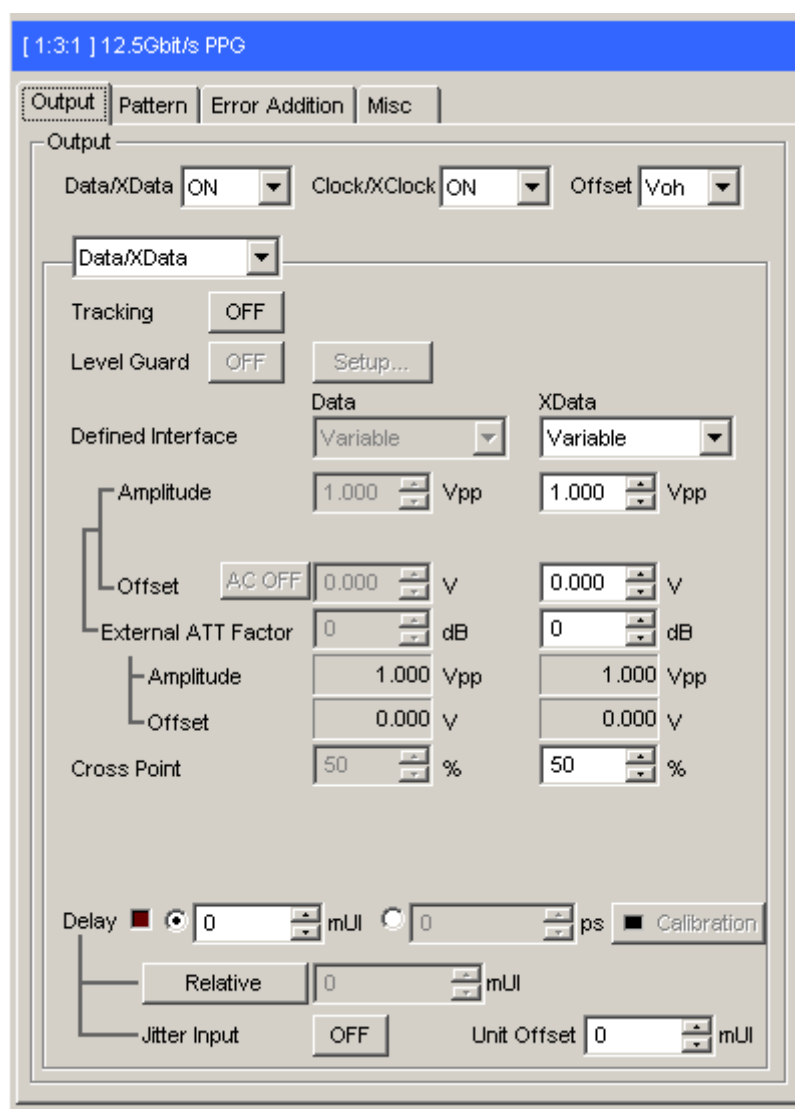 [ 1:3:1 ] 12.5Gbit/s PPG
Output Pattern Error Addition Misc
Output
Data/XData ON Clock/XClock ON Offset Voh
Data/XData
Tracking OFF
Level Guard OFF Setup...
Data XData
Defined Interface Variable Variable
Amplitude 1.000 Vpp 1.000 Vpp
Offset AC OFF 0.000 V 0.000 V
External ATT Factor 0 dB 0 dB
Amplitude 1.000 Vpp 1.000 Vpp
Offset 0.000 V 0.000 V
Cross Point 50 % 50 %
Delay 0 mUI 0 ps Calibration
Relative 0 mUI
Jitter Input OFF Unit Offset 0 mUI